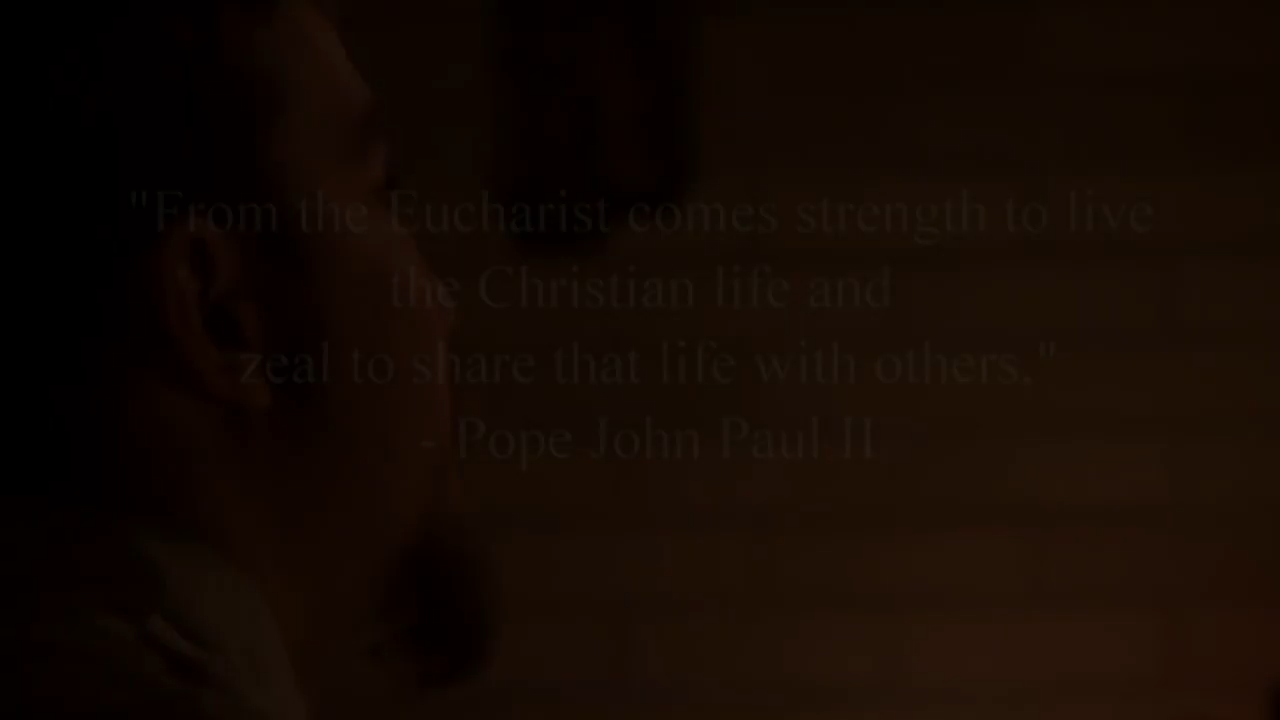 "From the Eucharist comes strength to live
the Christian life and
zeal to share that life with others."
- Pope John Paul II